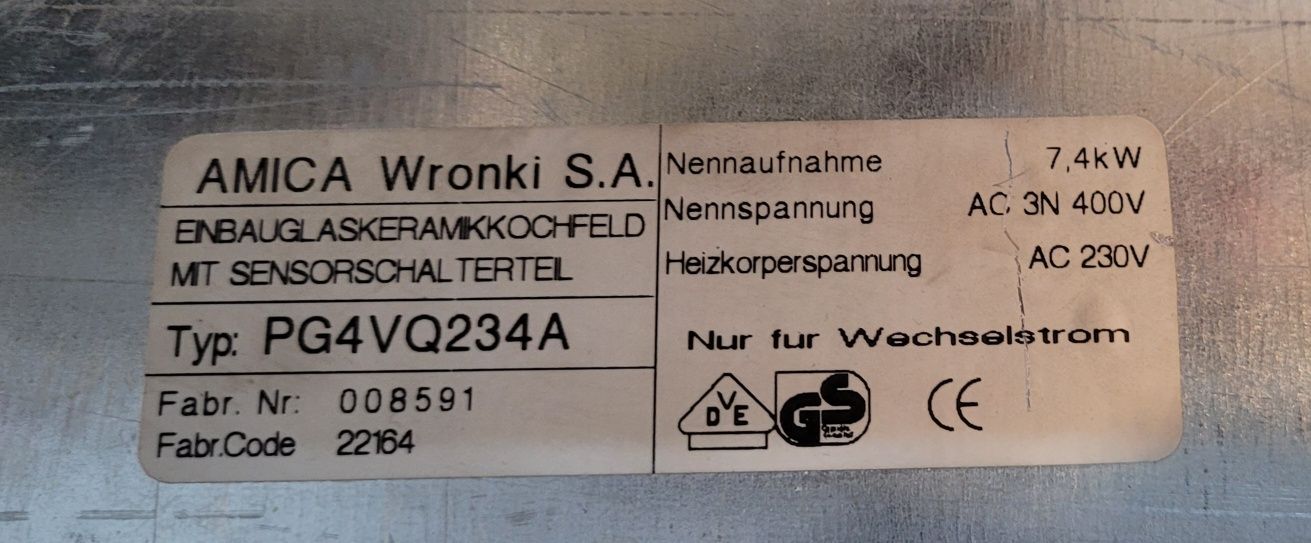 AMICA Wronki S.A.
EINBAUGLASKERAMIKKOCHFELD
MIT SENSORSCHALTERTEIL
Typ: PG4VQ234A
Fabr. Nr: 008591
Fabr.Code 22164
Nennaufnahme 7,4kW
Nennspannung AC 3N 400V
Heizkorperspannung AC 230V
Nur fur Wechselstrom
DVE
GS
CE